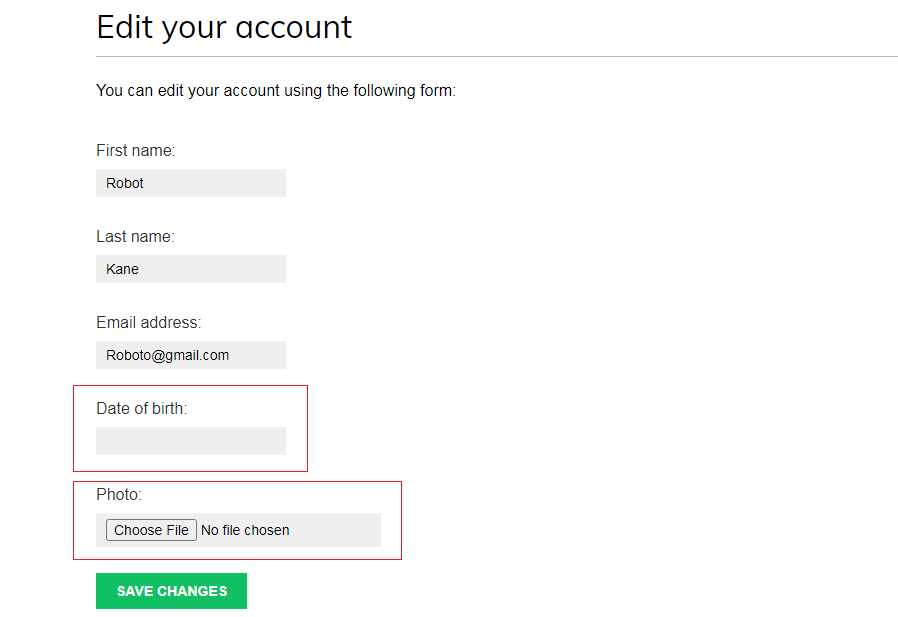 Edit your account
You can edit your account using the following form:
First name:
Robot
Last name:
Kane
Email address:
Roboto@gmail.com
Date of birth:
Photo:
Choose File No file chosen
SAVE CHANGES